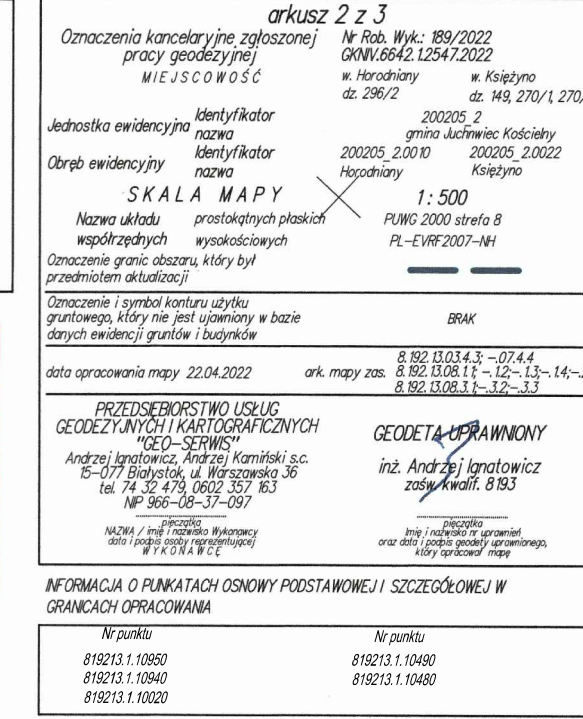 arkusz 2 z 3
Oznaczenia kancelaryjne zgłoszonej pracy geodezyjnej
Nr Rob. Wyk.: 189/2022
GKNIV.6642.1.2547.2022
MIEJSCOWOŚĆ
w. Horodniany
dz. 296/2
w. Księżyno
dz. 149, 270/1, 270/
Jednostka ewidencyjna
Identyfikator
nazwa
200205_2
gmina Juchnwiec Kościelny
Obręb ewidencyjny
Identyfikator
nazwa
200205_2.0010
Horodniany
200205_2.0022
Księżyno
SKALA MAPY
1:500
Nazwa układu współrzędnych
prostokątnych płaskich
PUWG 2000 strefa 8
wysokościowych
PL-EVRF2007-NH
Oznaczenie granic obszaru, który był
przedmiotem aktualizacji
Oznaczenie i symbol konturu użytku
gruntowego, który nie jest ujawniony w bazie
danych ewidencji gruntów i budynków
BRAK
data opracowania mapy 22.04.2022
ark. mapy zas.
8.192.13.03.4.3; -.07.4.4
8.192.13.08.1.1; -.1.2;-.1.3;-.1.4;-.
8.192.13.08.3.1;-.3.2;-.3.3
PRZEDSIĘBIORSTWO USŁUG
GEODEZYJNYCH I KARTOGRAFICZNYCH
"GEO-SERWIS"
Andrzej Ignatowicz, Andrzej Kamiński s.c.
15-077 Białystok, ul. Warszawska 36
tel. 74 32 479, 0602 357 163
NIP 966-08-37-097
pieczątka
NAZWA / imię i nazwisko Wykonawcy
data i podpis osoby reprezentującej
WYKONAWCĘ
GEODETA UPRAWNIONY
inż. Andrzej Ignatowicz
zaśw. kwalif. 8193
pieczątka
Imię i nazwisko nr uprawnień
oraz data i podpis geodety uprawnionego,
który opracował mapę
INFORMACJA O PUNKATACH OSNOWY PODSTAWOWEJ I SZCZEGÓŁOWEJ W
GRANICACH OPRACOWANIA
Nr punktu
819213.1.10950
819213.1.10940
819213.1.10020
Nr punktu
819213.1.10490
819213.1.10480